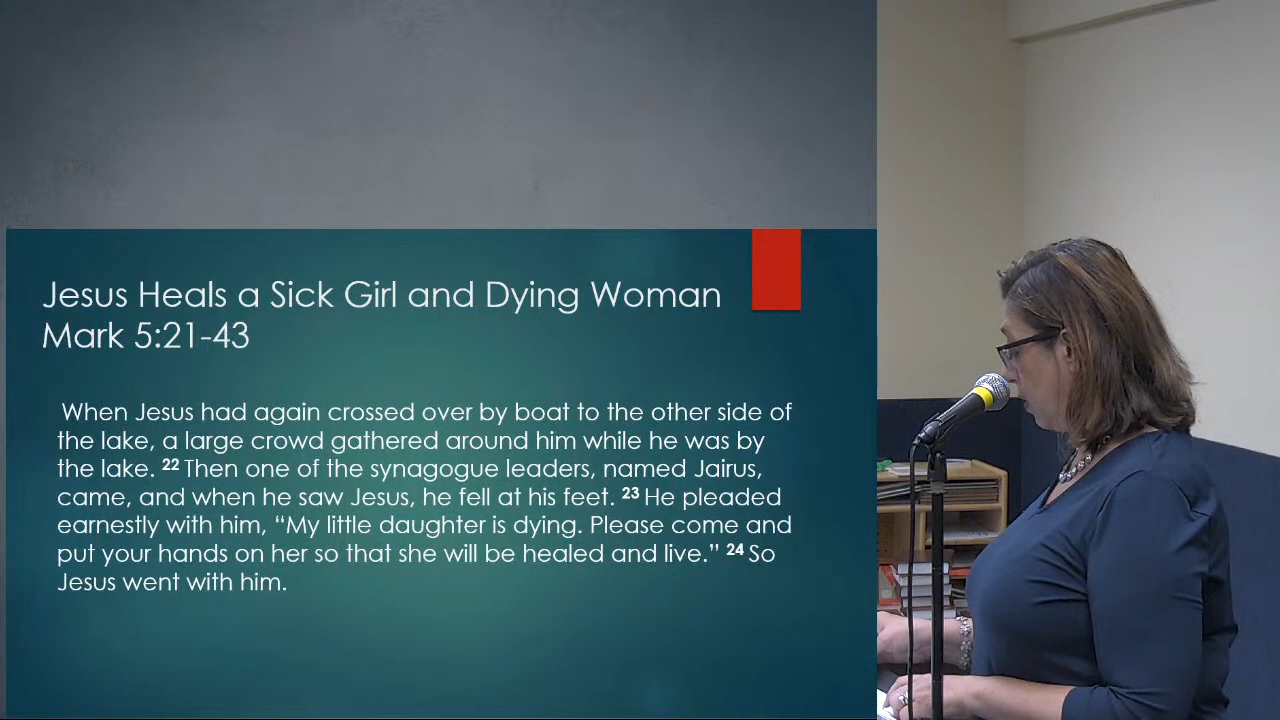 Jesus Heals a Sick Girl and Dying Woman
Mark 5:21-43
When Jesus had again crossed over by boat to the other side of
the lake, a large crowd gathered around him while he was by
the lake. 22 Then one of the synagogue leaders, named Jairus,
came, and when he saw Jesus, he fell at his feet. 23 He pleaded
earnestly with him, “My little daughter is dying. Please come and
put your hands on her so that she will be healed and live.” 24 So
Jesus went with him.